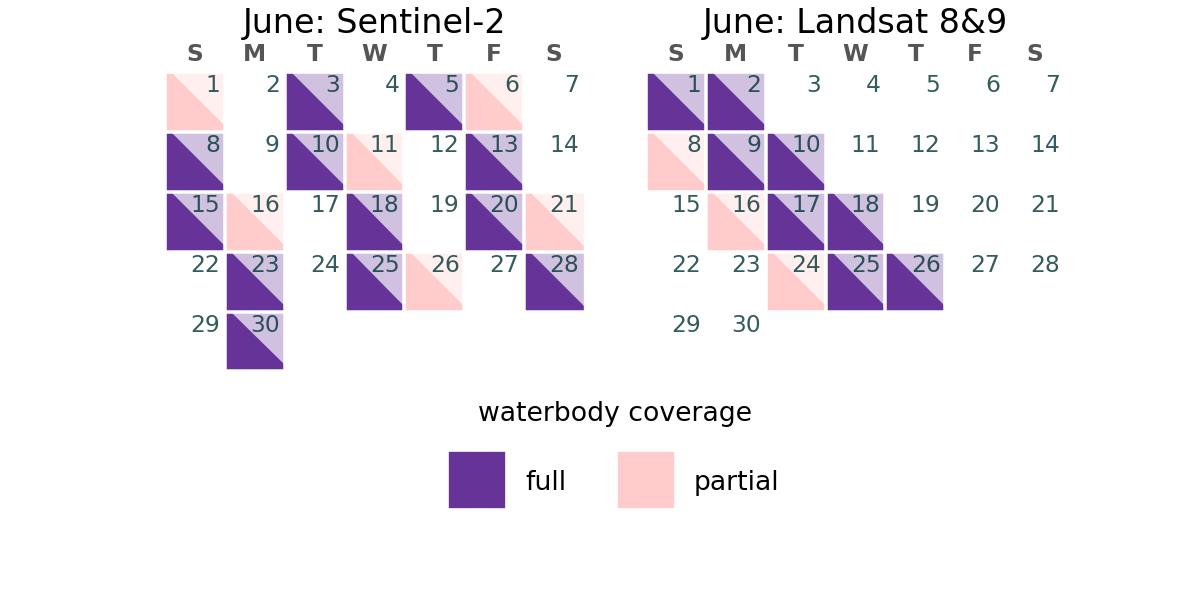 June: Sentinel-2
S M T W T F S
1 2 3 4 5 6 7
8 9 10 11 12 13 14
15 16 17 18 19 20 21
22 23 24 25 26 27 28
29 30
June: Landsat 8&9
S M T W T F S
1 2 3 4 5 6 7
8 9 10 11 12 13 14
15 16 17 18 19 20 21
22 23 24 25 26 27 28
29 30
waterbody coverage
full partial